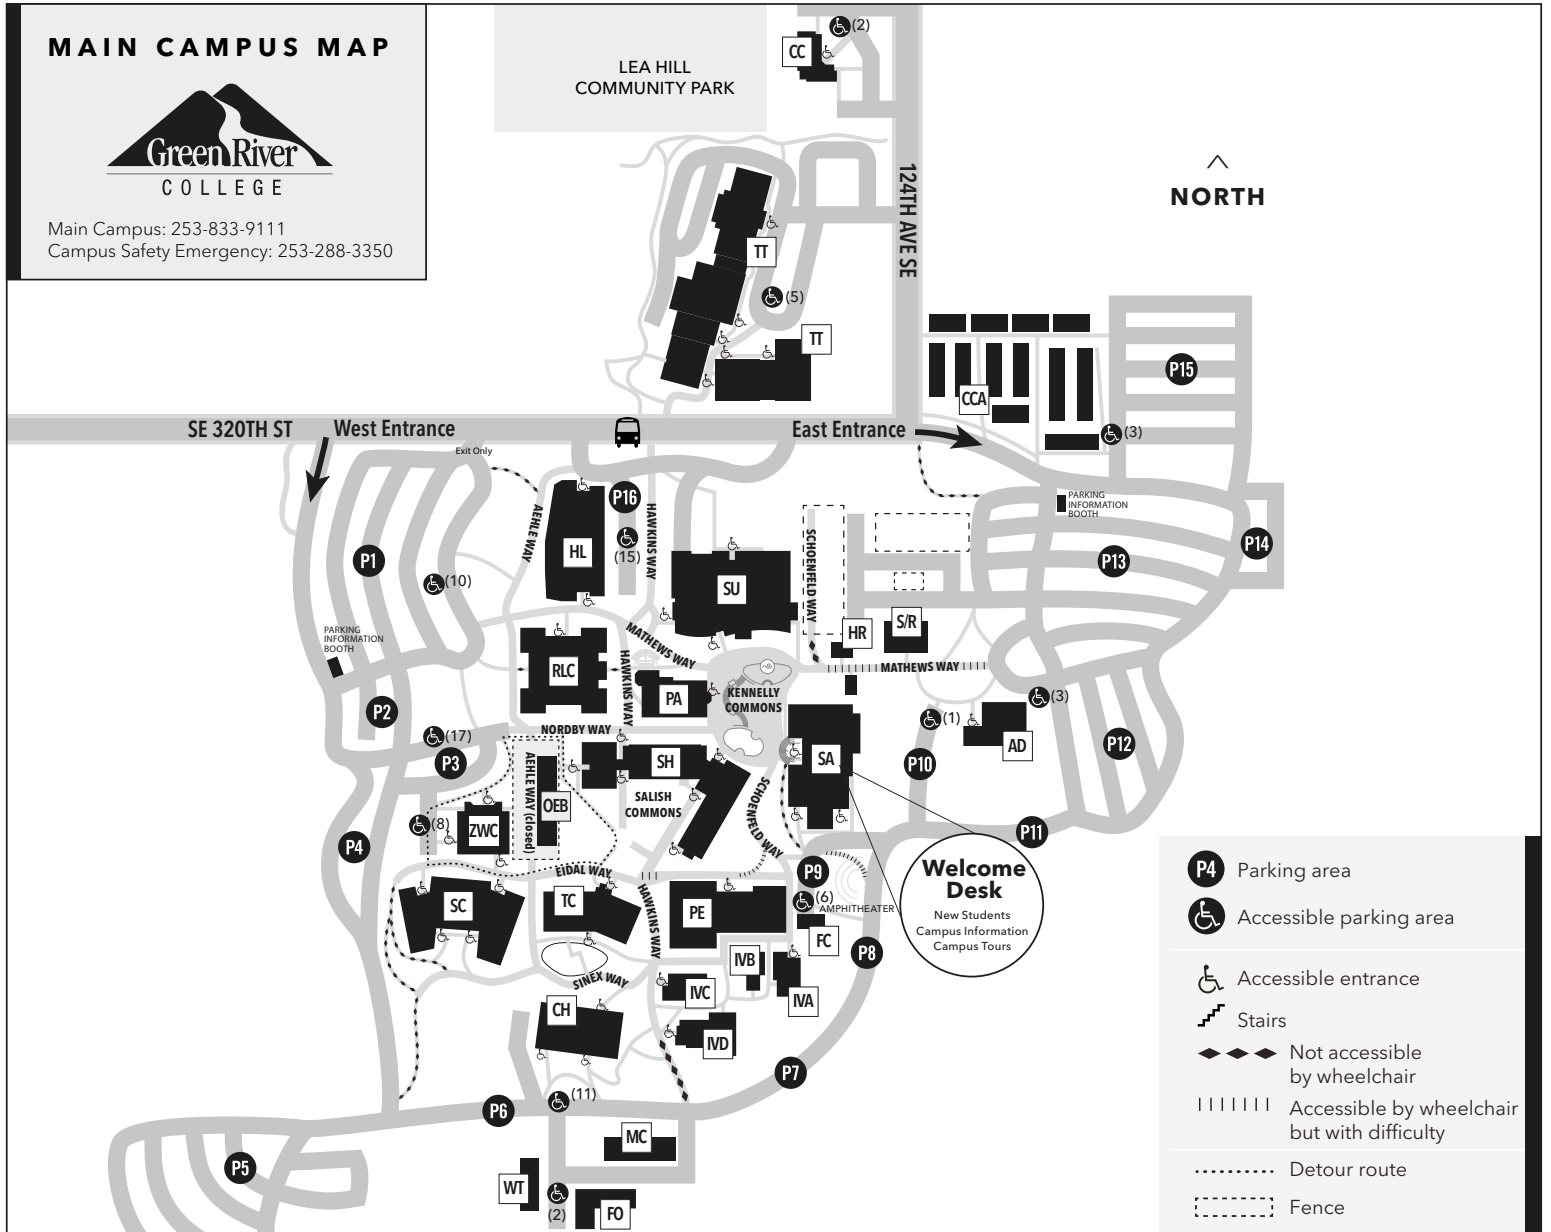 MAIN CAMPUS MAP
Green River
COLLEGE
Main Campus: 253-833-9111
Campus Safety Emergency: 253-288-3350
LEA HILL
COMMUNITY PARK
CC
(2)
124TH AVE SE
NORTH
TT
(5)
TT
CCA
P15
(3)
SE 320TH ST
West Entrance
East Entrance
Exit Only
P16
(15)
HAWKINS WAY
AEHLE WAY
HL
SU
SCHOENFELD WAY
PARKING
INFORMATION
BOOTH
P14
P13
P1
(10)
PARKING
INFORMATION
BOOTH
HR
S/R
MATHEWS WAY
MATHEWS WAY
RLC
HAWKINS WAY
PA
KENNELLY
COMMONS
P2
(17)
P3
NORDBY WAY
(1)
(3)
AD
P12
P10
SH
SA
AEHLE WAY (closed)
OEB
SALISH
COMMONS
SCHOENFELD WAY
ZWC
(8)
P4
P11
EIDAL WAY
P9
(6)
AMPHITHEATER
Welcome
Desk
New Students
Campus Information
Campus Tours
SC
TC
HAWKINS WAY
PE
FC
P8
IVB
IVA
SINEX WAY
IVC
CH
IVD
P7
(11)
P6
MC
P5
WT
(2)
FO
P4
Parking area
Accessible parking area
Accessible entrance
Stairs
Not accessible
by wheelchair
Accessible by wheelchair
but with difficulty
Detour route
Fence